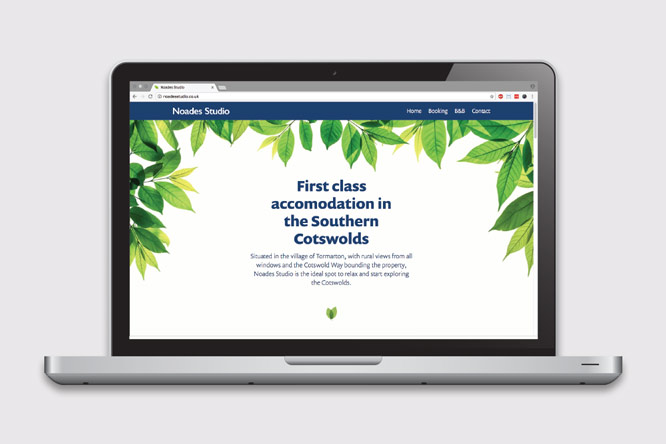 Noades Studio
noadesstudio.co.uk
Noades Studio
Home Booking B&B Contact
First class
accomodation in
the Southern
Cotswolds
Situated in the village of Tormarton, with rural views from all
windows and the Cotswold Way bounding the property,
Noades Studio is the ideal spot to relax and start exploring
the Cotswolds.